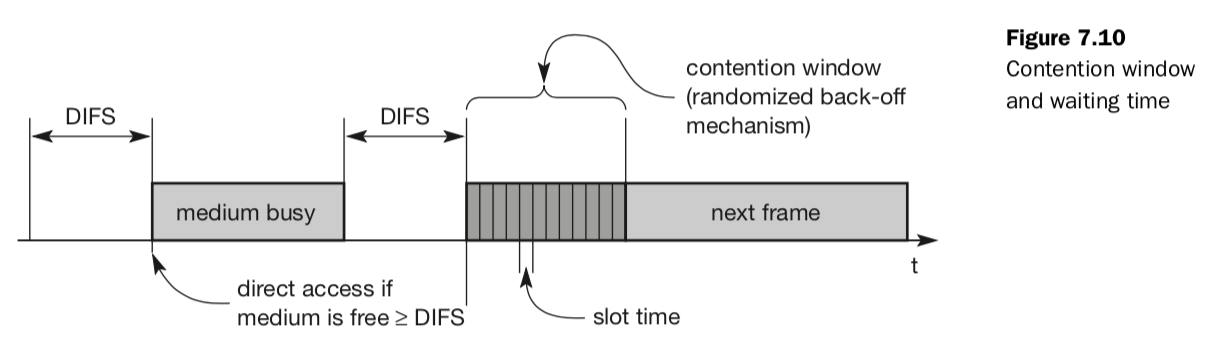 Figure 7.10
Contention window
and waiting time
contention window
(randomized back-off
mechanism)
DIFS
DIFS
medium busy
next frame
t
direct access if
medium is free ≥ DIFS
slot time